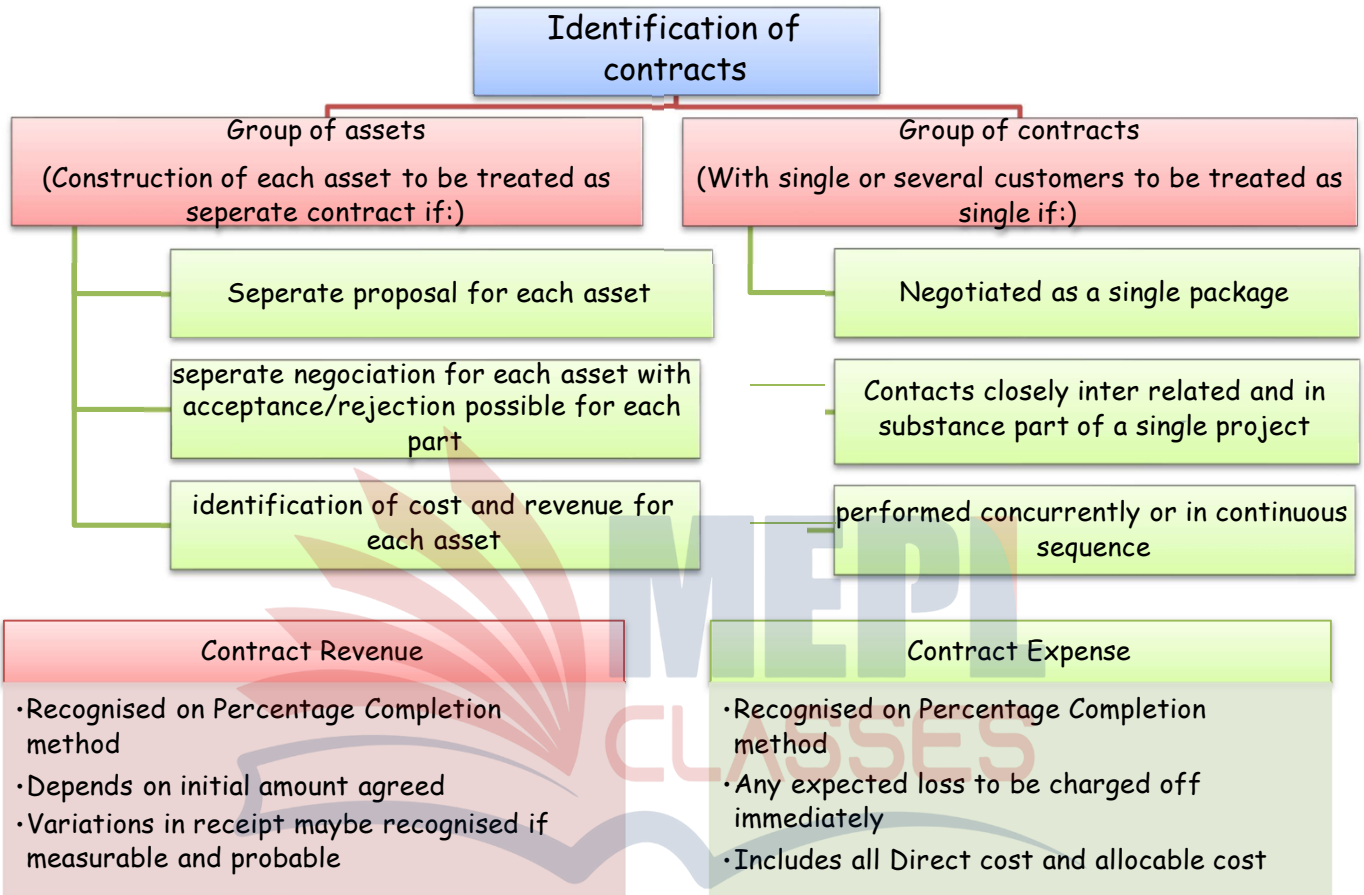 Identification of
contracts
Group of assets
(Construction of each asset to be treated as
seperate contract if:)
Seperate proposal for each asset
seperate negociation for each asset with
acceptance/rejection possible for each
part
identification of cost and revenue for
each asset
Group of contracts
(With single or several customers to be treated as
single if:)
Negotiated as a single package
Contacts closely inter related and in
substance part of a single project
performed concurrently or in continuous
sequence
MEPI
CLASSES
Contract Revenue
•Recognised on Percentage Completion
method
•Depends on initial amount agreed
•Variations in receipt maybe recognised if
measurable and probable
Contract Expense
•Recognised on Percentage Completion
method
•Any expected loss to be charged off
immediately
•Includes all Direct cost and allocable cost